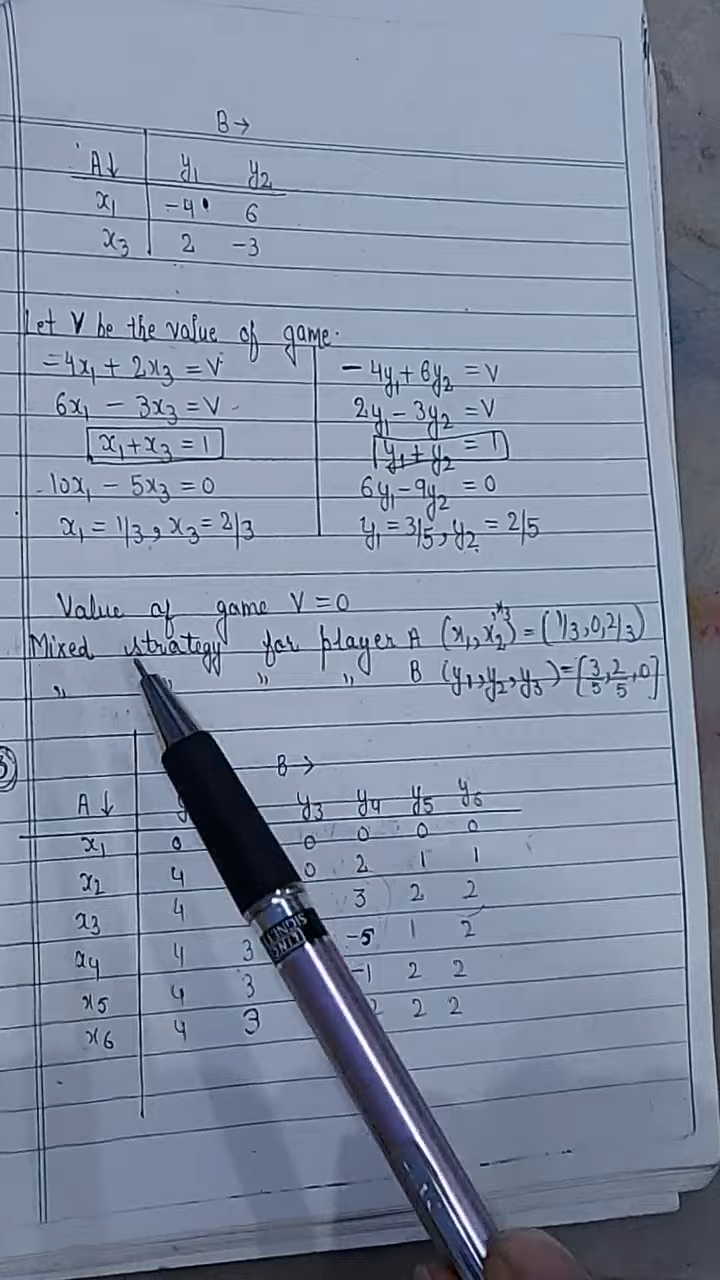 B→
A↓ y1 y2
x1 -4 6
x3 2 -3
Let V be the value of game.
-4x1 + 2x3 = V
6x1 - 3x3 = V
x1 + x3 = 1
10x1 - 5x3 = 0
x1 = 1/3, x3 = 2/3
-4y1 + 6y2 = V
2y1 - 3y2 = V
y1 + y2 = 1
6y1 - 9y2 = 0
y1 = 3/5, y2 = 2/5
Value of game V = 0
Mixed strategy for player A (x1, x2, x3) = (1/3, 0, 2/3)
" " " " B (y1, y2, y3) = [3/5, 2/5, 0]
B→
A↓ y3 y4 y5 y6
x1 0 0 0 0 0
x2 4 0 2 1 1
x3 4 3 2 2
x4 4 3 -5 1 2
x5 4 3 -1 2 2
x6 4 3 2 2